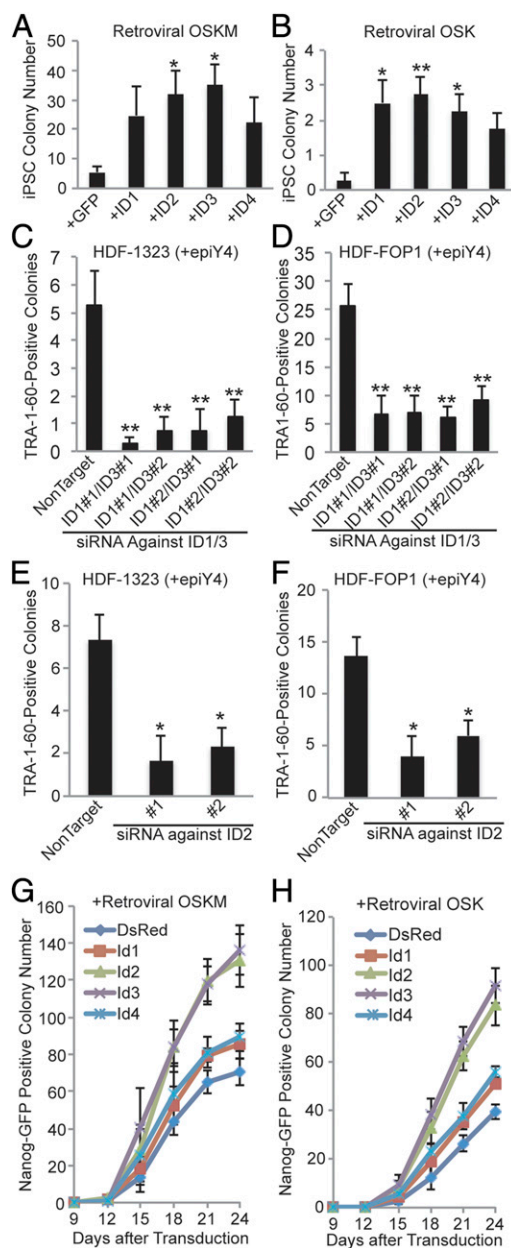 A
Retroviral OSKM
iPSC Colony Number
50
40
30
20
10
0
+GFP
+ID1
+ID2
+ID3
+ID4
*
*
B
Retroviral OSK
iPSC Colony Number
4
3
2
1
0
+GFP
+ID1
+ID2
+ID3
+ID4
*
**
*
C
HDF-1323 (+epiY4)
TRA-1-60-Positive Colonies
7
6
5
4
3
2
1
0
**
**
**
**
NonTarget
ID1#1/ID3#1
ID1#1/ID3#2
ID1#2/ID3#1
ID1#2/ID3#2
siRNA Against ID1/3
D
HDF-FOP1 (+epiY4)
TRA1-60-Positive Colonies
35
30
25
20
15
10
5
0
**
**
**
**
NonTarget
ID1#1/ID3#1
ID1#1/ID3#2
ID1#2/ID3#1
ID1#2/ID3#2
siRNA Against ID1/3
E
HDF-1323 (+epiY4)
TRA-1-60-Positive Colonies
10
8
6
4
2
0
*
*
NonTarget
#1
#2
siRNA against ID2
F
HDF-FOP1 (+epiY4)
TRA-1-60-Positive Colonies
20
15
10
5
0
*
*
NonTarget
#1
#2
siRNA against ID2
G
+Retroviral OSKM
Nanog-GFP Positive Colony Number
160
140
120
100
80
60
40
20
0
DsRed
Id1
Id2
Id3
Id4
9 12 15 18 21 24
Days after Transduction
H
+Retroviral OSK
Nanog-GFP Positive Colony Number
120
100
80
60
40
20
0
DsRed
Id1
Id2
Id3
Id4
9 12 15 18 21 24
Days after Transduction